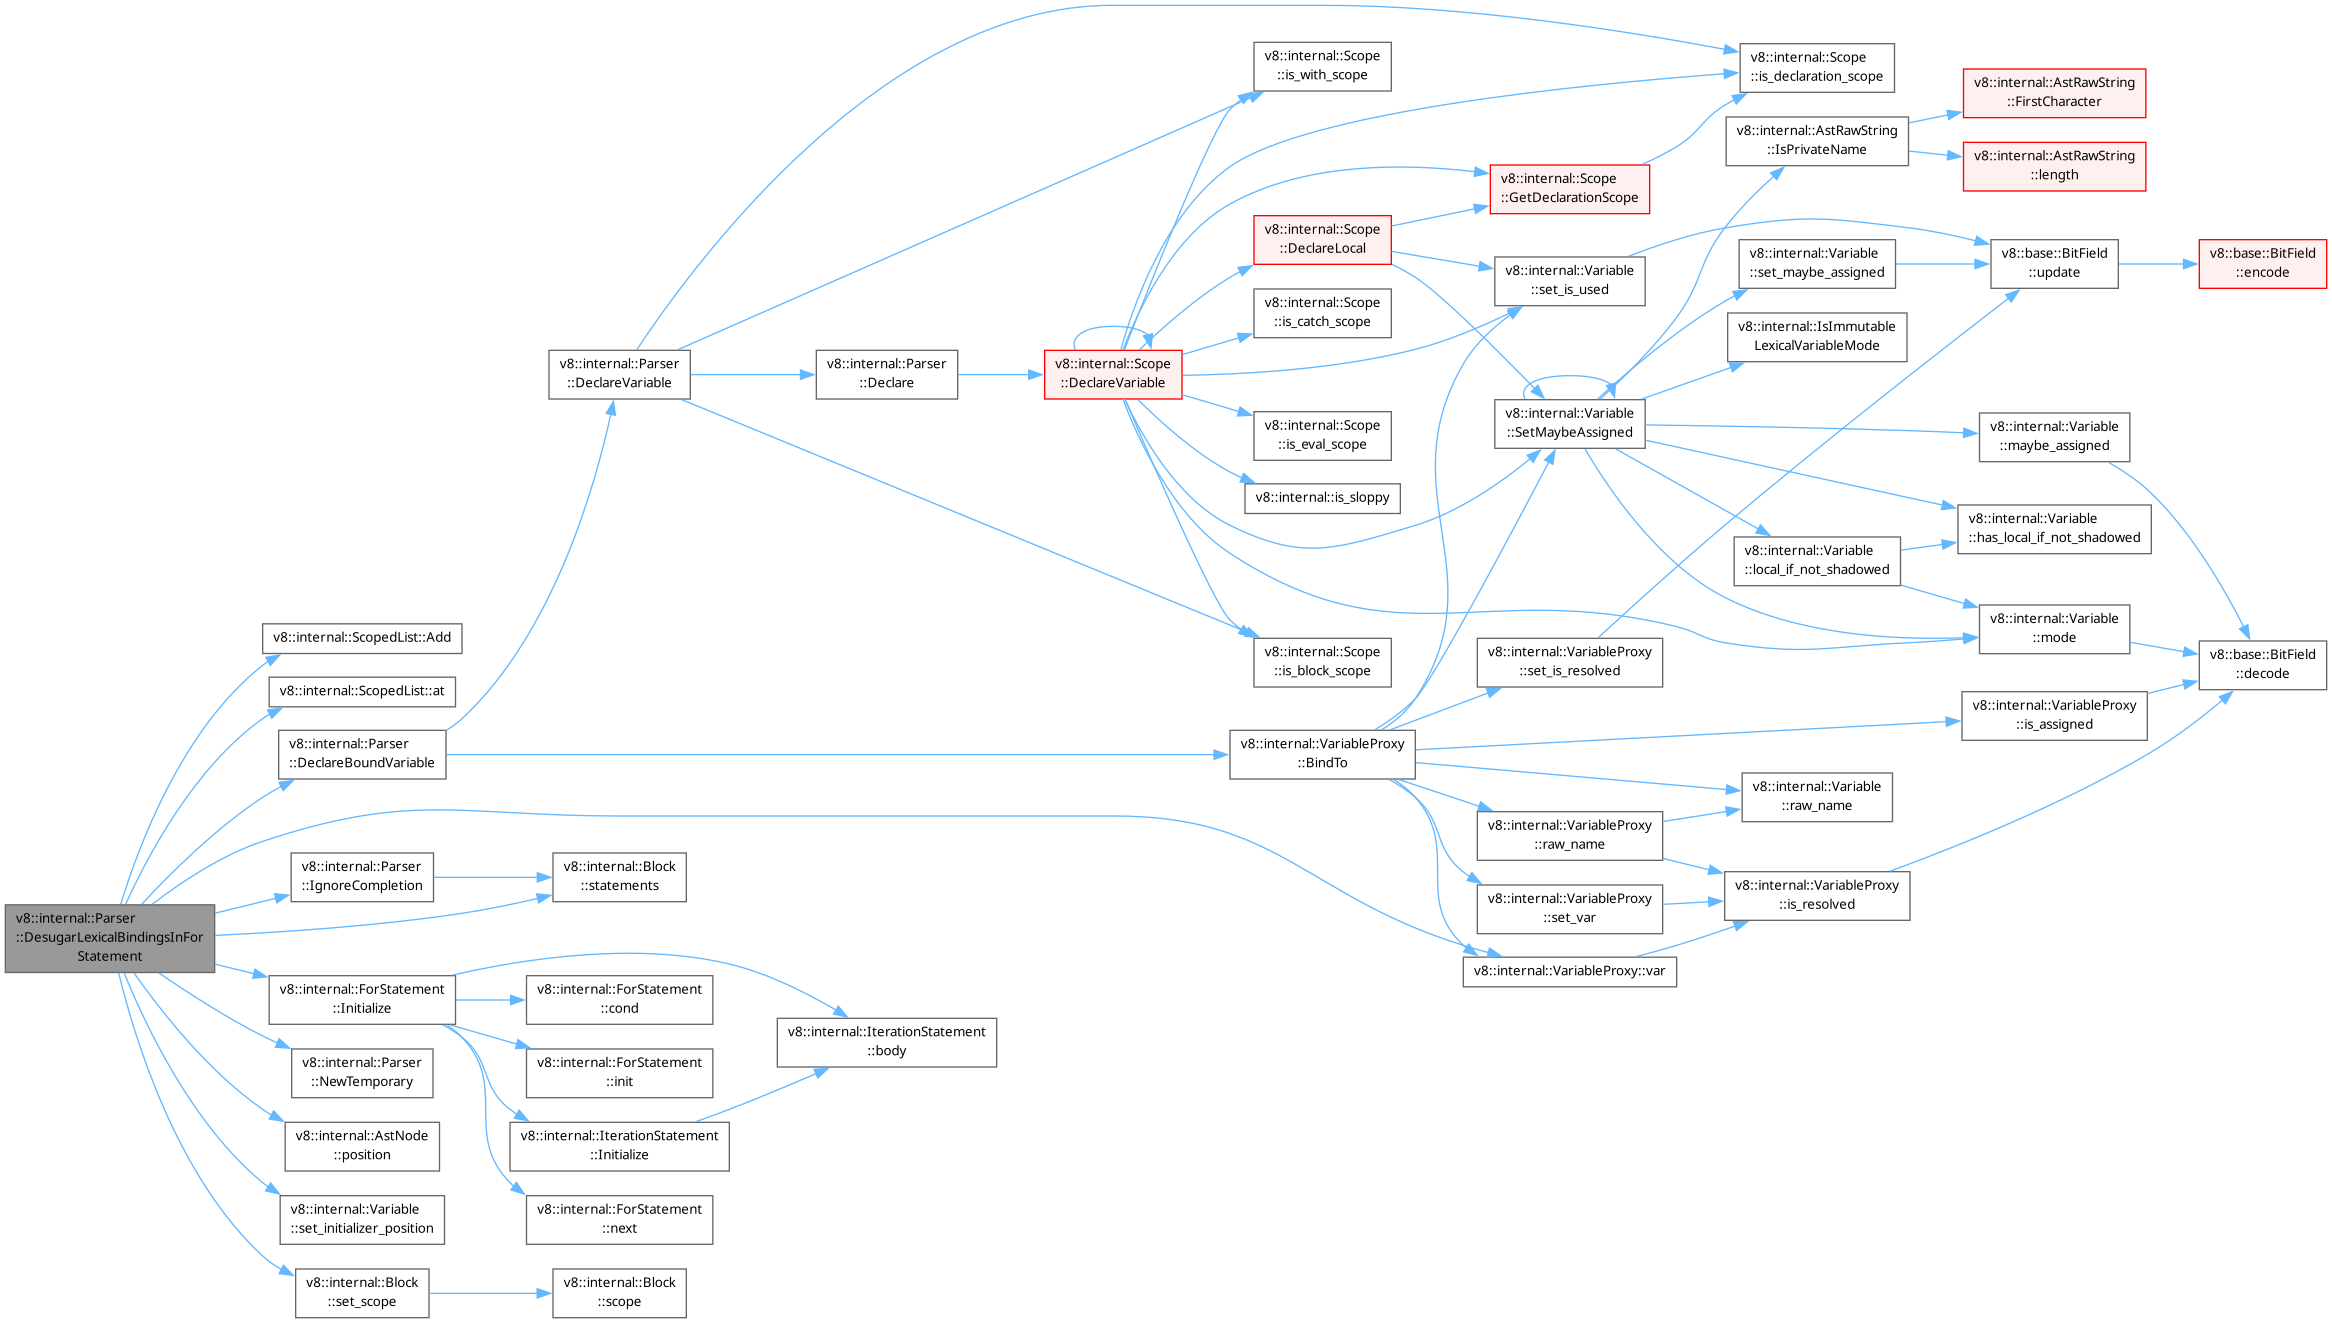 v8::internal::Parser
::DesugarLexicalBindingsInFor
Statement
v8::internal::ScopedList::Add
v8::internal::ScopedList::at
v8::internal::Parser
::DeclareBoundVariable
v8::internal::Parser
::IgnoreCompletion
v8::internal::ForStatement
::Initialize
v8::internal::Parser
::NewTemporary
v8::internal::AstNode
::position
v8::internal::Variable
::set_initializer_position
v8::internal::Block
::set_scope
v8::internal::Parser
::DeclareVariable
v8::internal::Block
::statements
v8::internal::ForStatement
::cond
v8::internal::ForStatement
::init
v8::internal::IterationStatement
::Initialize
v8::internal::ForStatement
::next
v8::internal::Block
::scope
v8::internal::Parser
::Declare
v8::internal::IterationStatement
::body
v8::internal::Scope
::DeclareVariable
v8::internal::Scope
::is_with_scope
v8::internal::Scope
::DeclareLocal
v8::internal::Scope
::is_catch_scope
v8::internal::Scope
::is_eval_scope
v8::internal::is_sloppy
v8::internal::Scope
::is_block_scope
v8::internal::VariableProxy
::BindTo
v8::internal::Scope
::GetDeclarationScope
v8::internal::Variable
::set_is_used
v8::internal::Variable
::SetMaybeAssigned
v8::internal::VariableProxy
::set_is_resolved
v8::internal::VariableProxy
::raw_name
v8::internal::VariableProxy
::set_var
v8::internal::VariableProxy::var
v8::internal::Scope
::is_declaration_scope
v8::internal::AstRawString
::IsPrivateName
v8::internal::Variable
::set_maybe_assigned
v8::internal::IsImmutable
LexicalVariableMode
v8::internal::Variable
::local_if_not_shadowed
v8::internal::Variable
::raw_name
v8::internal::VariableProxy
::is_resolved
v8::internal::AstRawString
::FirstCharacter
v8::internal::AstRawString
::length
v8::base::BitField
::update
v8::internal::Variable
::maybe_assigned
v8::internal::Variable
::has_local_if_not_shadowed
v8::internal::Variable
::mode
v8::internal::VariableProxy
::is_assigned
v8::base::BitField
::encode
v8::base::BitField
::decode